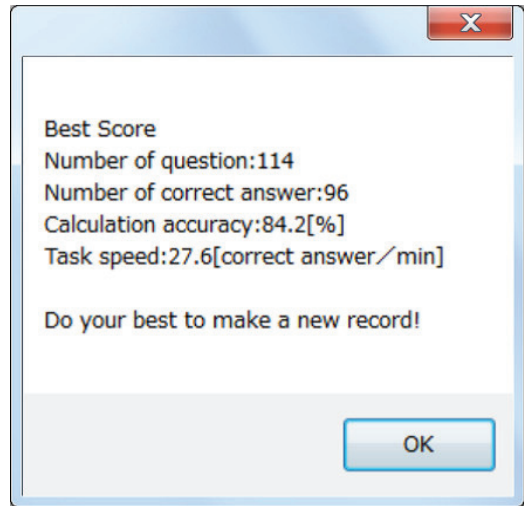 Best Score
Number of question:114
Number of correct answer:96
Calculation accuracy:84.2[%]
Task speed:27.6[correct answer／min]
Do your best to make a new record!
OK